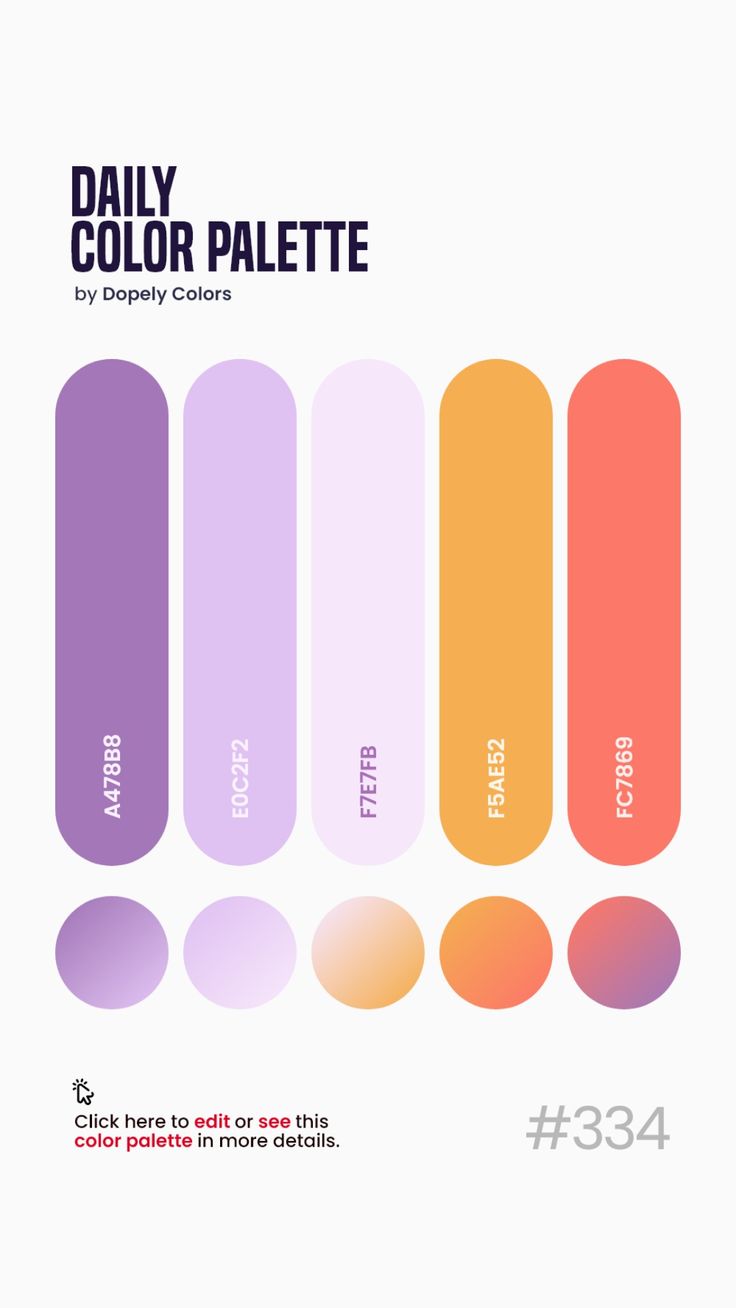 DAILY
COLOR PALETTE
by Dopely Colors
A478B8
E0C2F2
F7E7FB
F5AE52
FC7869
Click here to edit or see this
color palette in more details.
#334